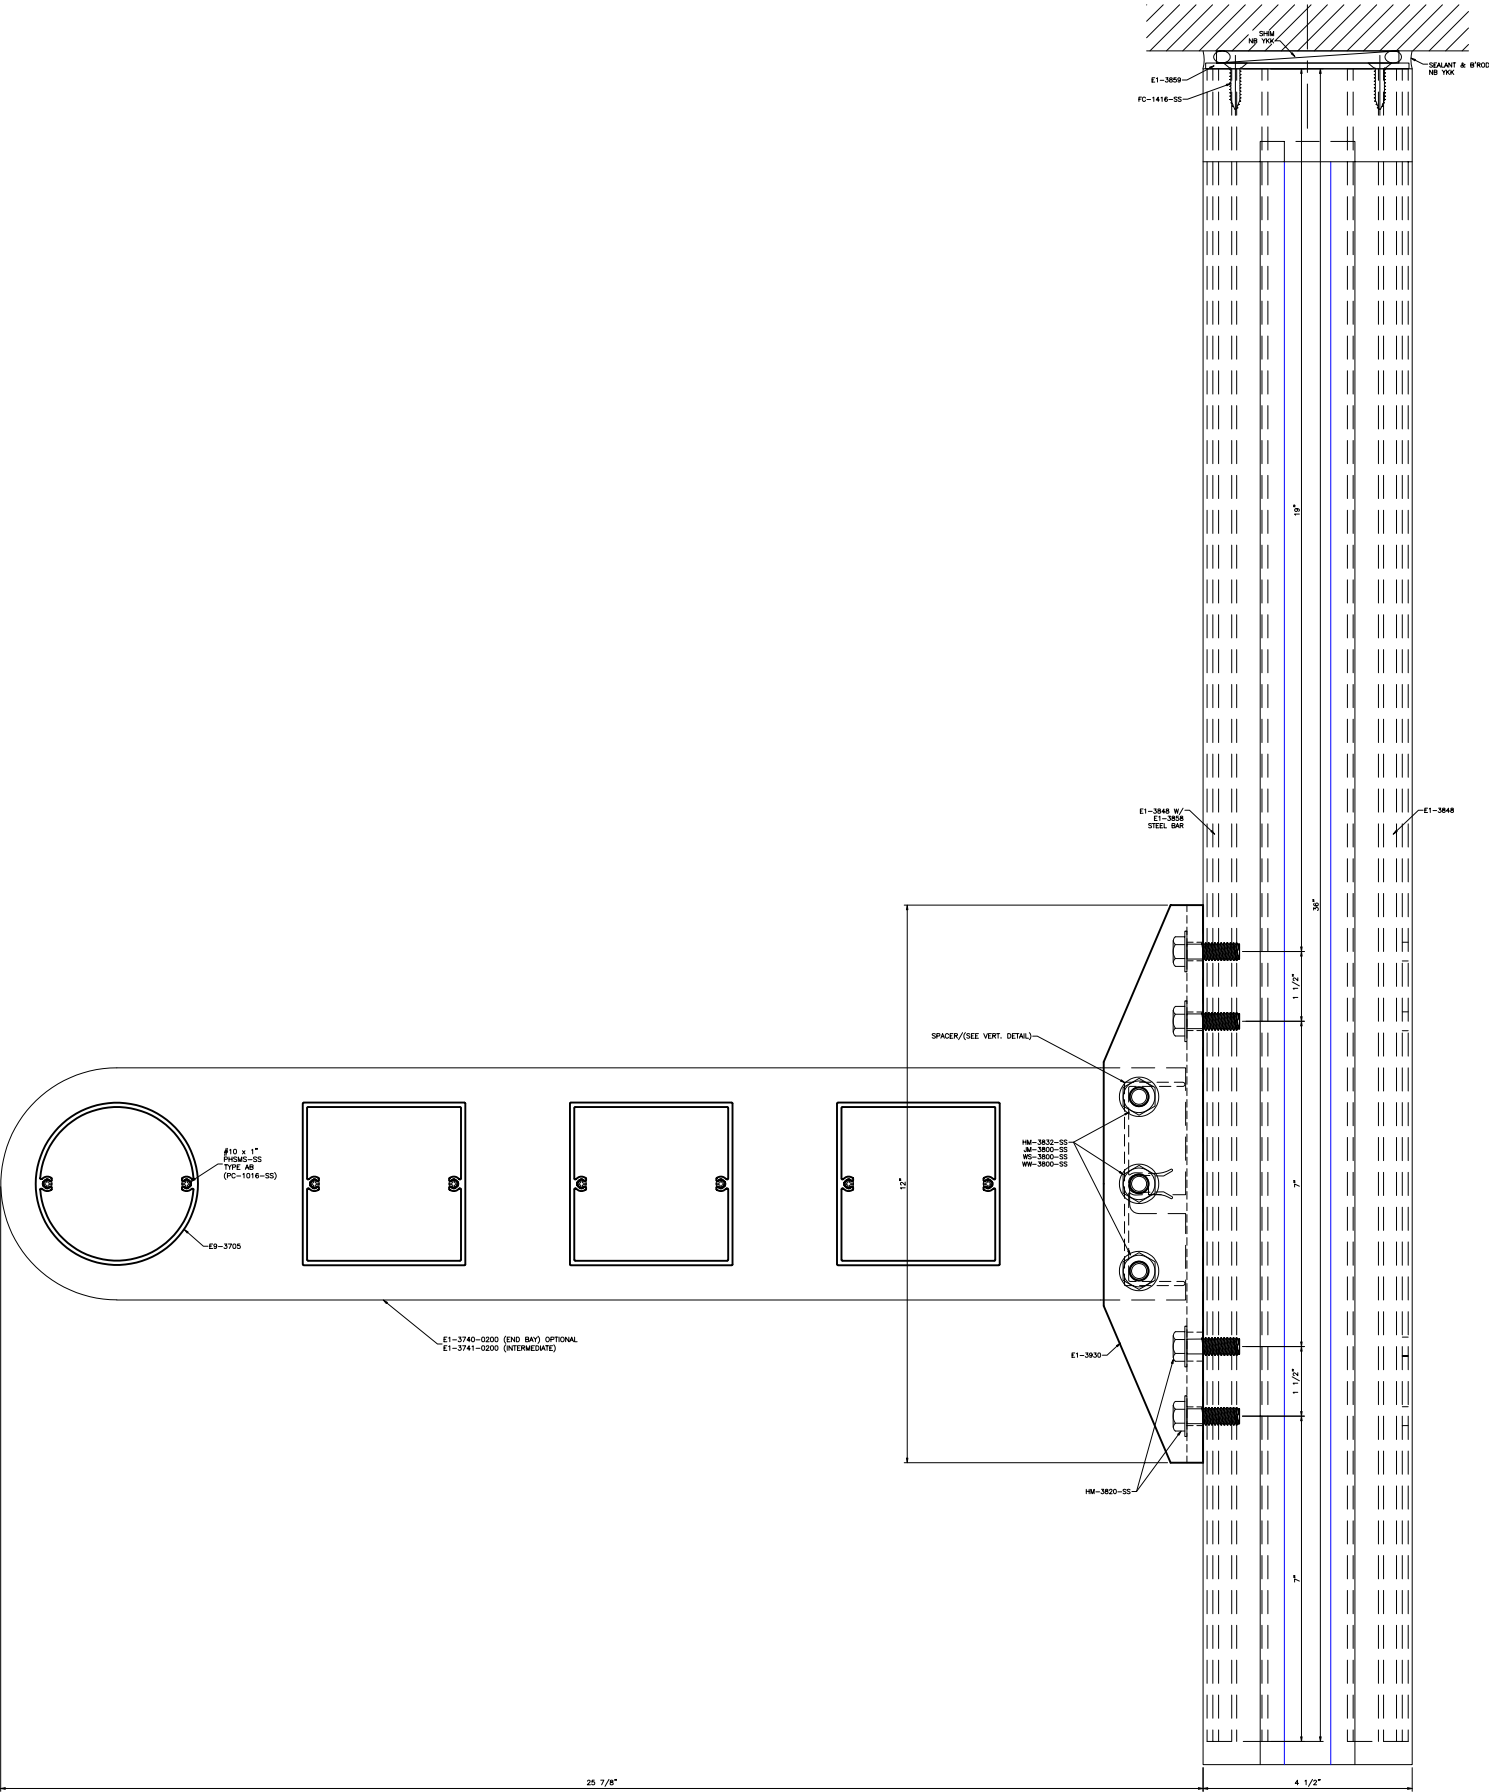 SHIM
NB YKK
SEALANT & B'ROD
NB YKK
E1-3859
FC-1416-SS
19"
36"
E1-3848 W/
E1-3858
STEEL BAR
E1-3848
1 1/2"
SPACER/(SEE VERT. DETAIL)
HM-3832-SS
JM-3800-SS
WS-3800-SS
WW-3800-SS
#10 x 1"
PHSMS-SS
TYPE AB
(PC-1016-SS)
12"
7"
E9-3705
E1-3740-0200 (END BAY) OPTIONAL
E1-3741-0200 (INTERMEDIATE)
E1-3930
1 1/2"
HM-3820-SS
7"
25 7/8"
4 1/2"